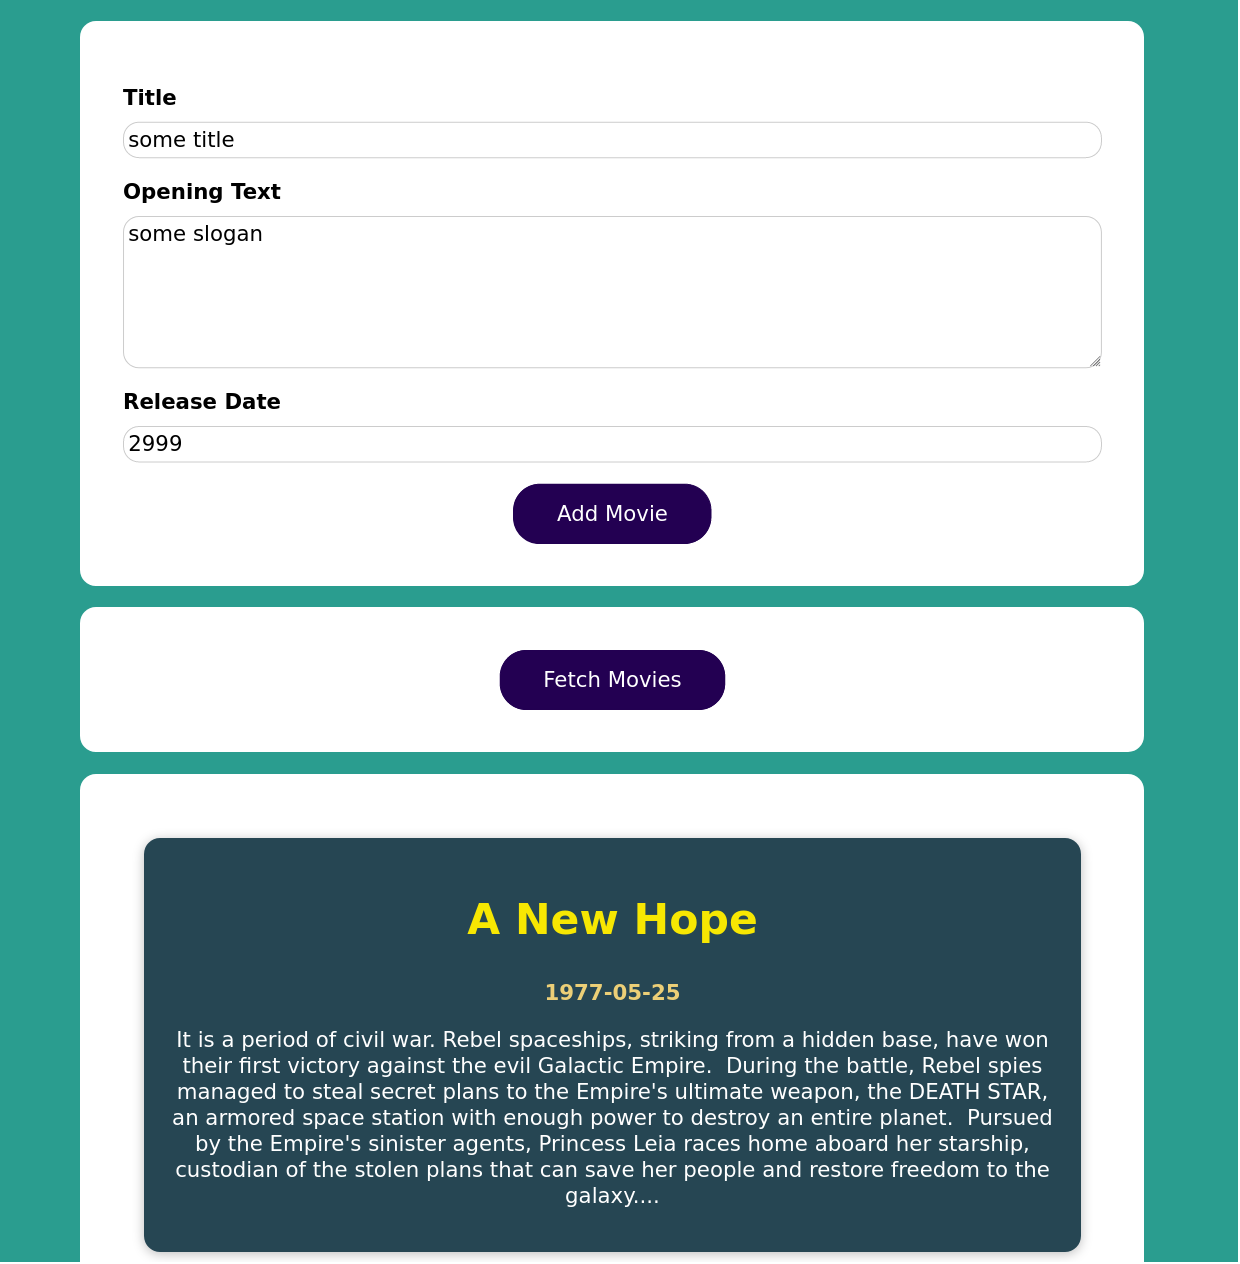 Title
some title
Opening Text
some slogan
Release Date
2999
Add Movie
Fetch Movies
A New Hope
1977-05-25
It is a period of civil war. Rebel spaceships, striking from a hidden base, have won
their first victory against the evil Galactic Empire.  During the battle, Rebel spies
managed to steal secret plans to the Empire's ultimate weapon, the DEATH STAR,
an armored space station with enough power to destroy an entire planet.  Pursued
by the Empire's sinister agents, Princess Leia races home aboard her starship,
custodian of the stolen plans that can save her people and restore freedom to the
galaxy....